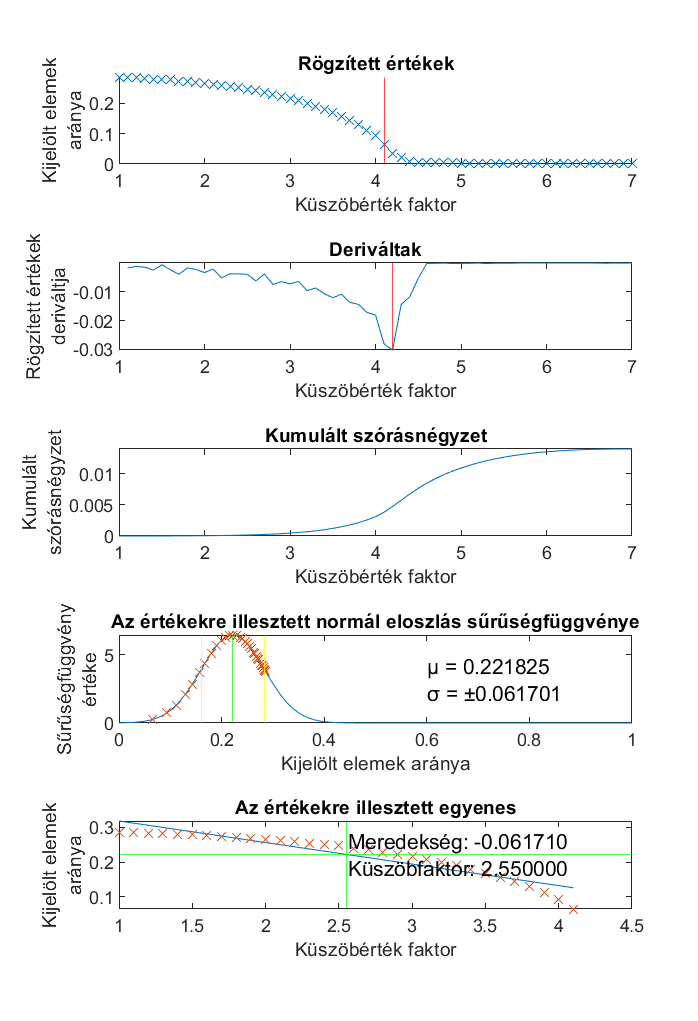 Rögzített értékek
Kijelölt elemek
aránya
0.2
0.1
0
1 2 3 4 5 6 7
Küszöbérték faktor
Deriváltak
Rögzített értékek
deriváltja
-0.01
-0.02
-0.03
1 2 3 4 5 6 7
Küszöbérték faktor
Kumulált szórásnégyzet
Kumulált
szórásnégyzet
0.01
0.005
0
1 2 3 4 5 6 7
Küszöbérték faktor
Az értékekre illesztett normál eloszlás sűrűségfüggvénye
Sűrűségfüggvény
értéke
5
0
μ = 0.221825
σ = ±0.061701
0 0.2 0.4 0.6 0.8 1
Kijelölt elemek aránya
Az értékekre illesztett egyenes
Kijelölt elemek
aránya
0.3
0.2
0.1
Meredekség: -0.061710
Küszöbfaktor: 2.550000
1 1.5 2 2.5 3 3.5 4 4.5
Küszöbérték faktor